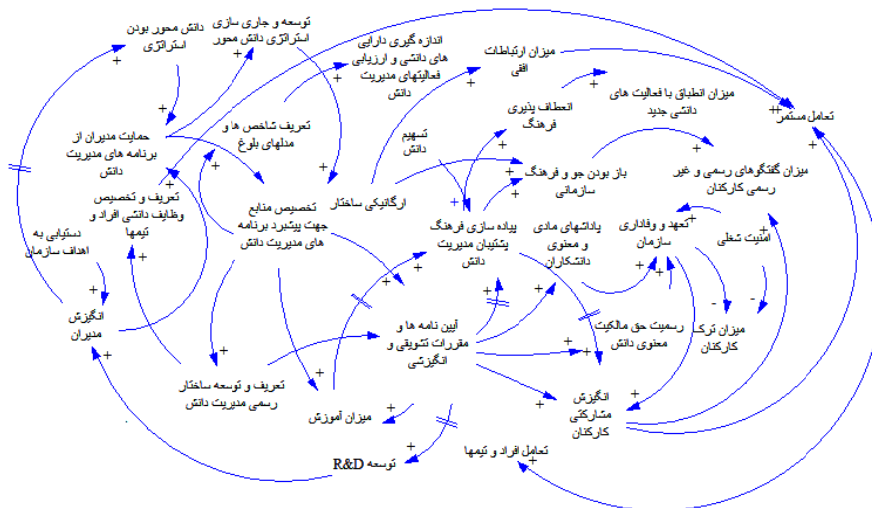 دانش محور بودن
استراتژی
توسعه و جاری سازی
استراتژی دانش محور
اندازه گیری دارایی
های دانشی و ارزیابی
فعالیتهای مدیریت
دانش
میزان ارتباطات
افقی
میزان انطباق با فعالیت های
دانشی جدید
تعامل مستمر
انعطاف پذیری
فرهنگ
حمایت مدیران از
برنامه های مدیریت
دانش
تعریف شاخص ها و
مدلهای بلوغ
تسهیم
دانش
باز بودن جو و فرهنگ
سازمانی
میزان گفتگوهای رسمی و غیر
رسمی کارکنان
تعریف و تخصیص
وظایف دانشی افراد و
تیمها
تخصیص منابع
جهت پیشبرد برنامه
های مدیریت دانش
ارگانیکی ساختار
پیاده سازی فرهنگ
پشتیبان مدیریت
دانش
پاداشهای مادی
و معنوی
دانشکاران
تعهد و وفاداری
سازمان
امنیت شغلی
دستیابی به
اهداف سازمان
انگیزش
مدیران
آیین نامه ها و
مقررات تشویقی و
انگیزشی
رسمیت حق مالکیت
معنوی دانش
میزان ترک
کارکنان
تعریف و توسعه ساختار
رسمی مدیریت دانش
میزان آموزش
انگیزش
مشارکتی
کارکنان
تعامل افراد و تیمها
توسعه R&D